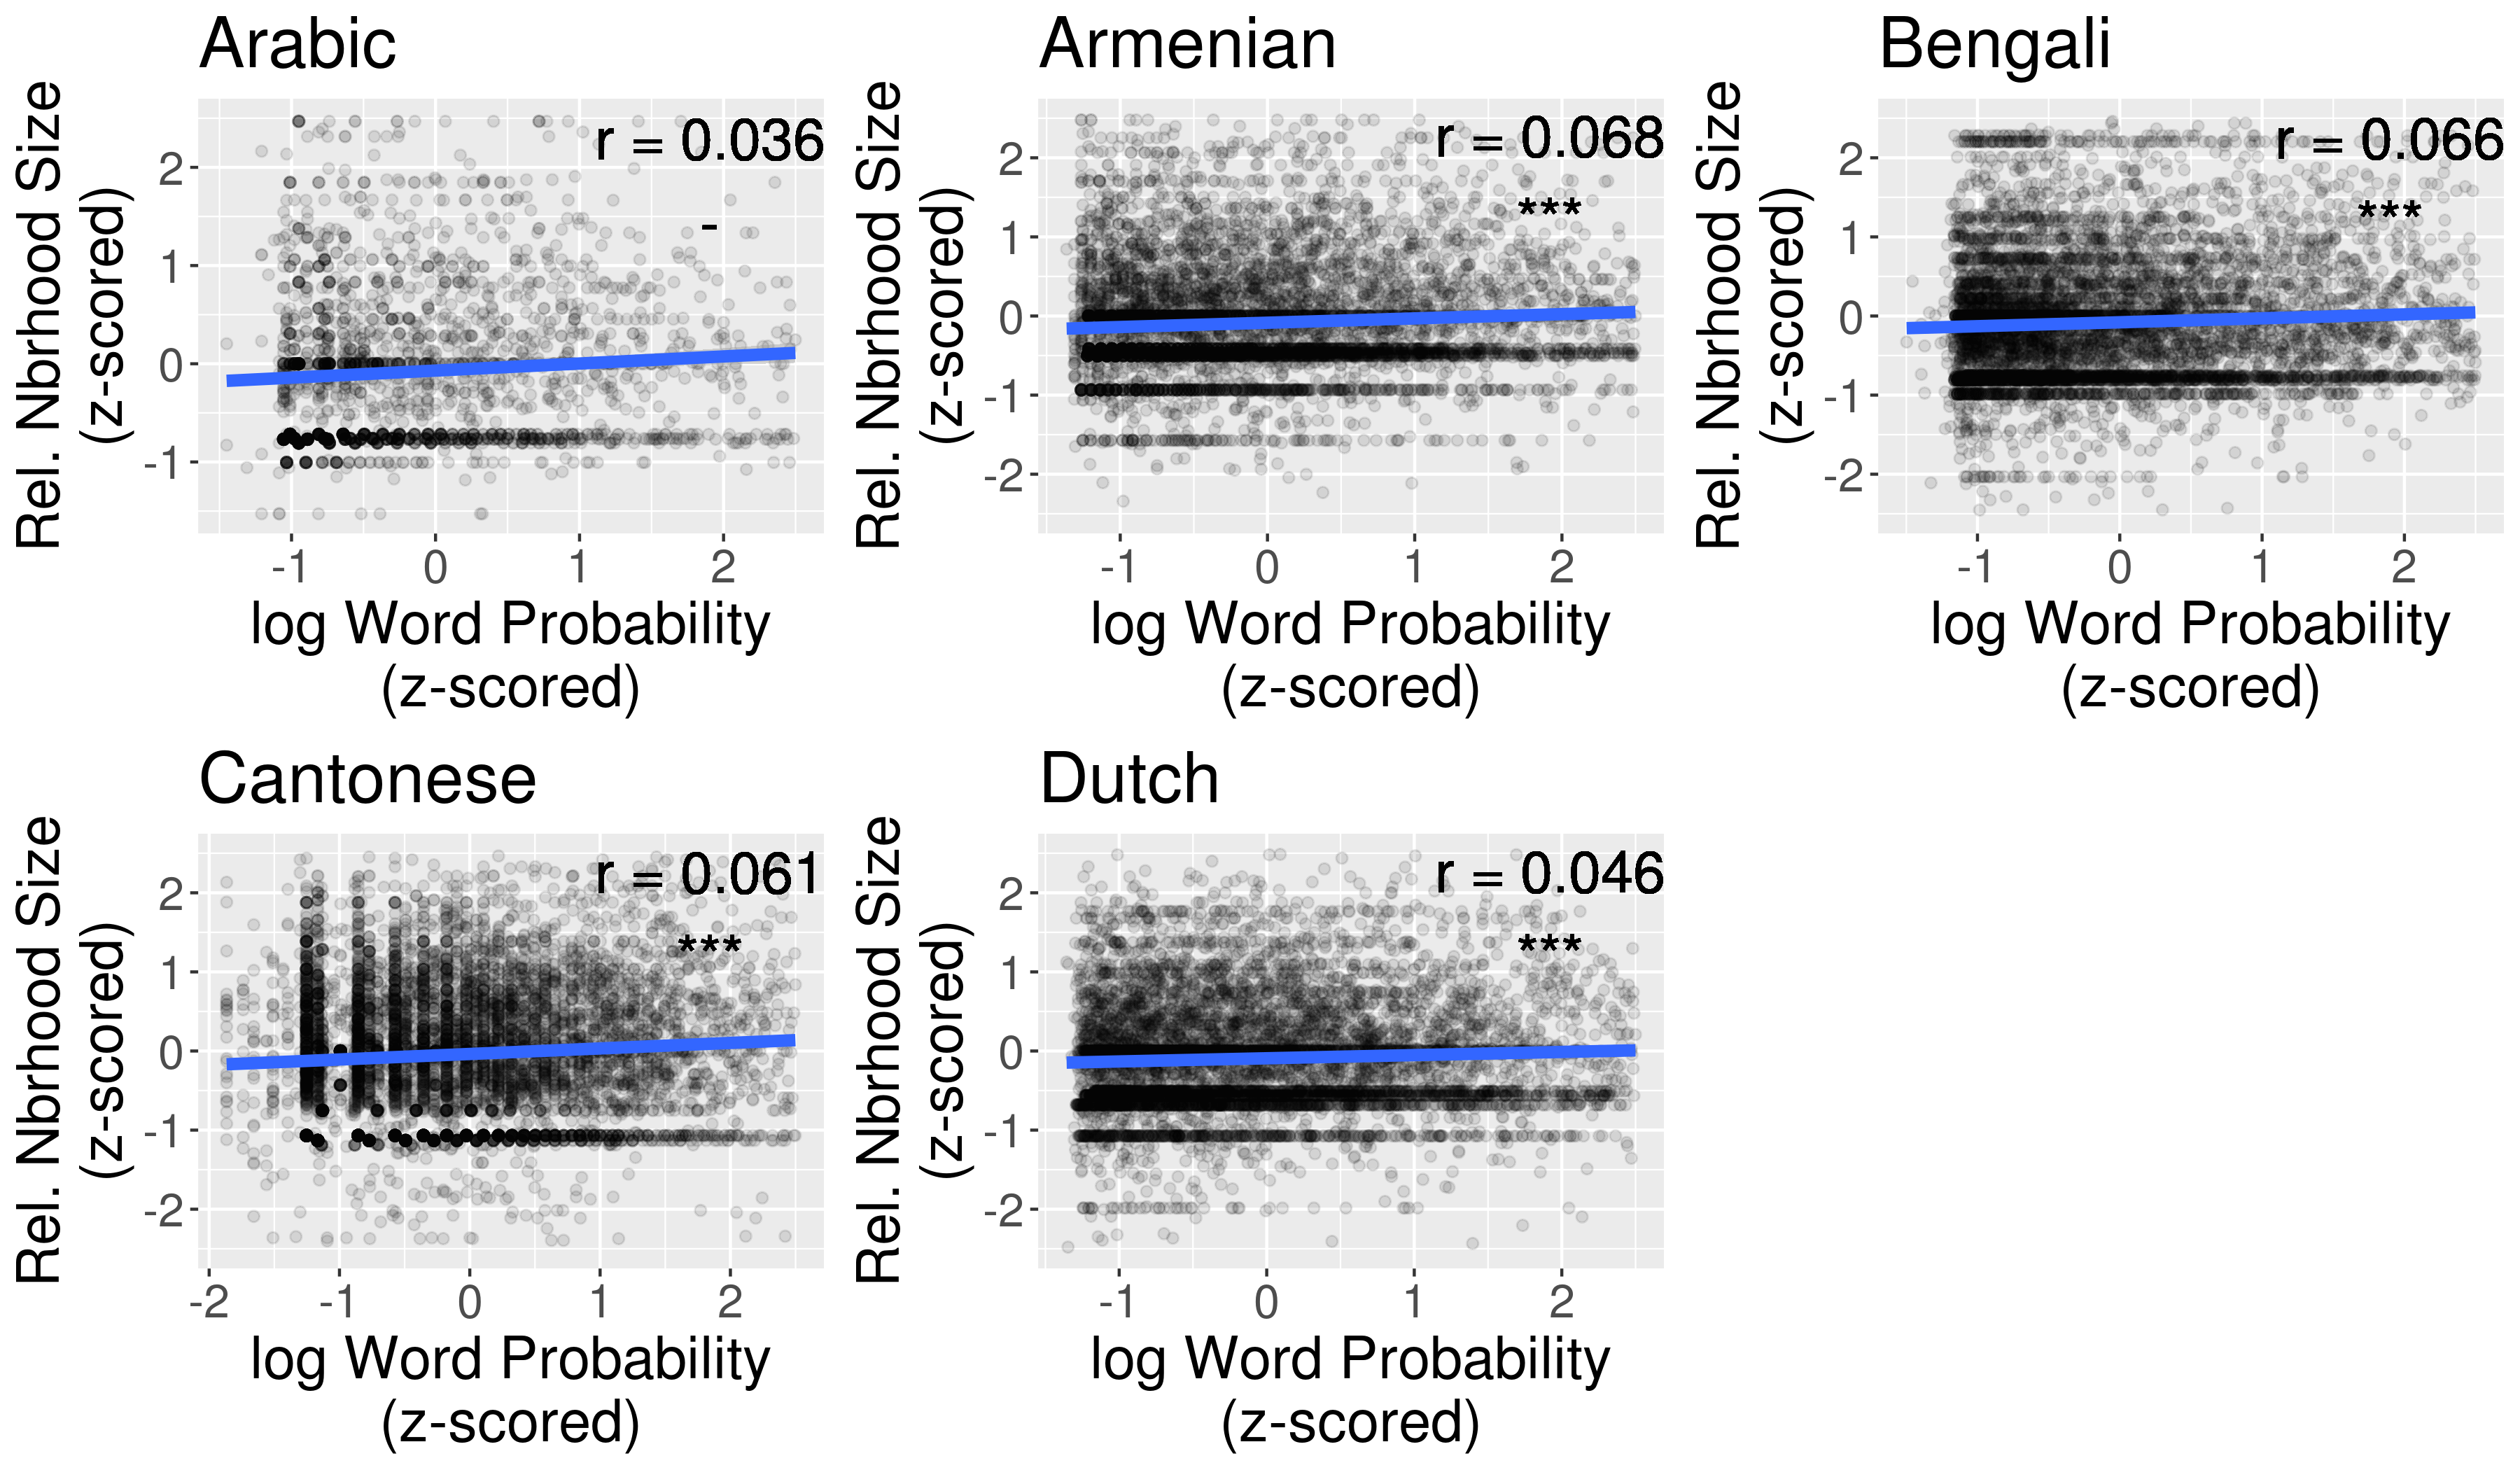 Arabic
Rel. Nbrhood Size
(z-scored)
2
1
0
-1
r = 0.036
-
-1 0 1 2
log Word Probability
(z-scored)
Armenian
Rel. Nbrhood Size
(z-scored)
2
1
0
-1
-2
r = 0.068
***
-1 0 1 2
log Word Probability
(z-scored)
Bengali
Rel. Nbrhood Size
(z-scored)
2
1
0
-1
-2
r = 0.066
***
-1 0 1 2
log Word Probability
(z-scored)
Cantonese
Rel. Nbrhood Size
(z-scored)
2
1
0
-1
-2
r = 0.061
***
-2 -1 0 1 2
log Word Probability
(z-scored)
Dutch
Rel. Nbrhood Size
(z-scored)
2
1
0
-1
-2
r = 0.046
***
-1 0 1 2
log Word Probability
(z-scored)